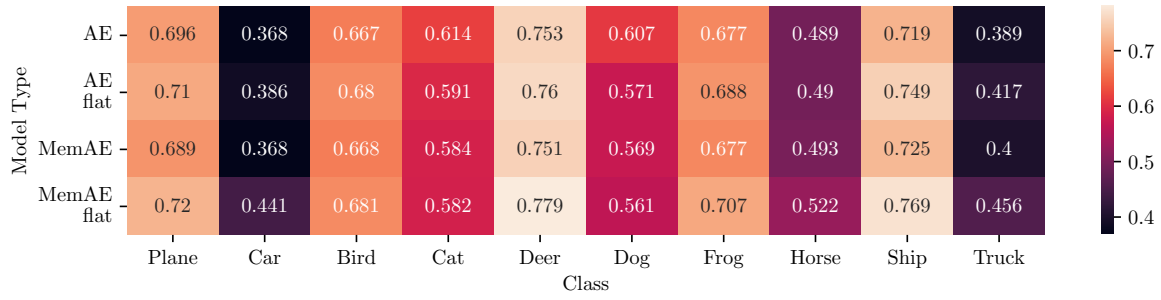 AE 0.696 0.368 0.667 0.614 0.753 0.607 0.677 0.489 0.719 0.389
AE flat 0.71 0.386 0.68 0.591 0.76 0.571 0.688 0.49 0.749 0.417
MemAE 0.689 0.368 0.668 0.584 0.751 0.569 0.677 0.493 0.725 0.4
MemAE flat 0.72 0.441 0.681 0.582 0.779 0.561 0.707 0.522 0.769 0.456
Plane Car Bird Cat Deer Dog Frog Horse Ship Truck
Class
Model Type
0.7
0.6
0.5
0.4